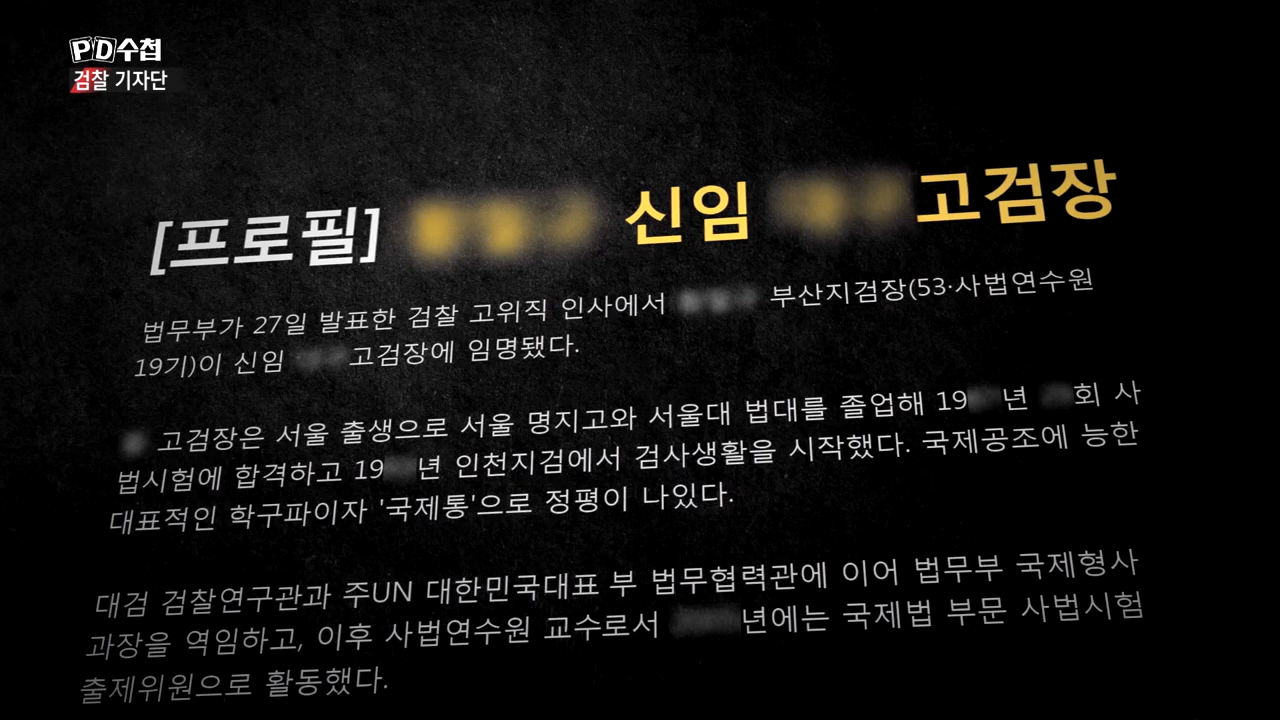 PD수첩
검찰 기자단
[프로필] 신임 고검장
법무부가 27일 발표한 검찰 고위직 인사에서 부산지검장(53·사법연수원
19기)이 신임 고검장에 임명됐다.
고검장은 서울 출생으로 서울 명지고와 서울대 법대를 졸업해 19 년 회 사
법시험에 합격하고 19 년 인천지검에서 검사생활을 시작했다. 국제공조에 능한
대표적인 학구파이자 '국제통'으로 정평이 나있다.
대검 검찰연구관과 주UN 대한민국대표 부 법무협력관에 이어 법무부 국제형사
과장을 역임하고, 이후 사법연수원 교수로서 년에는 국제법 부문 사법시험
출제위원으로 활동했다.